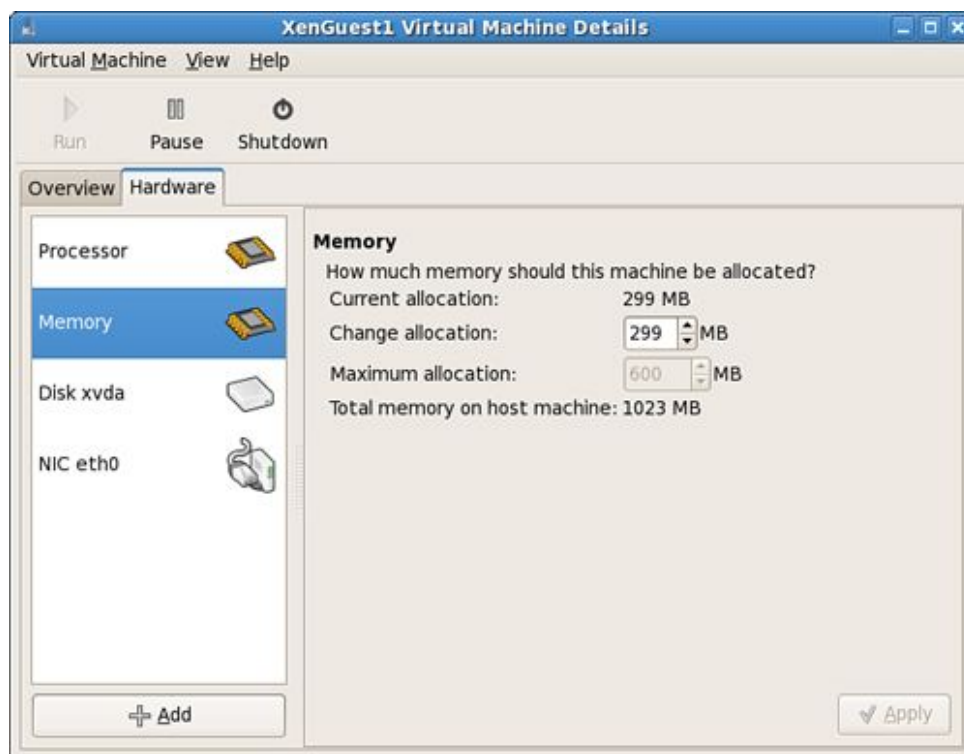 XenGuest1 Virtual Machine Details
Virtual Machine View Help
Run Pause Shutdown
Overview Hardware
Processor
Memory
Disk xvda
NIC eth0
Add
Memory
How much memory should this machine be allocated?
Current allocation: 299 MB
Change allocation: 299 MB
Maximum allocation: 600 MB
Total memory on host machine: 1023 MB
Apply